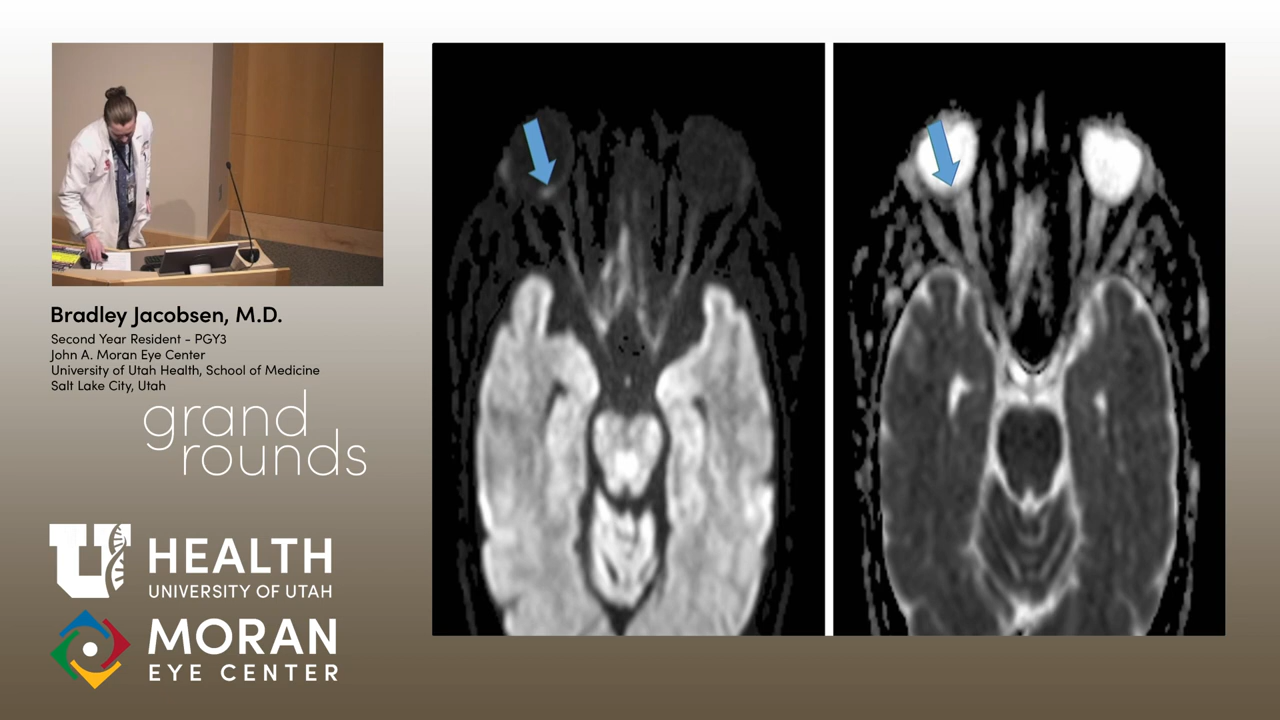 Bradley Jacobsen, M.D.
Second Year Resident - PGY3
John A. Moran Eye Center
University of Utah Health, School of Medicine
Salt Lake City, Utah
grand
rounds
U HEALTH
UNIVERSITY OF UTAH
MORAN
EYE CENTER